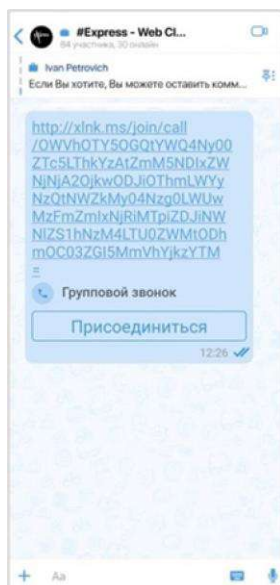 #Express - Web Cl...
84 участника, 30 онлайн
Ivan Petrovich
Если Вы хотите, Вы можете оставить комм...
http://xlnk.ms/join/call
/OWVhOTY5OGQtYWQ4Ny00
ZTc5LThkYzAtZmM5NDIxZW
NjNjA2OjkwODJiOThmLWYy
NzQtNWZkMy04Nzg0LWUw
MzFmZmIxNjRiMTpiZDJiNW
NlZS1hNzM4LTU0ZWMtODh
mOC03ZGI5MmVhYjkzYTM
=
Групповой звонок
Присоединиться
12:26
Aa